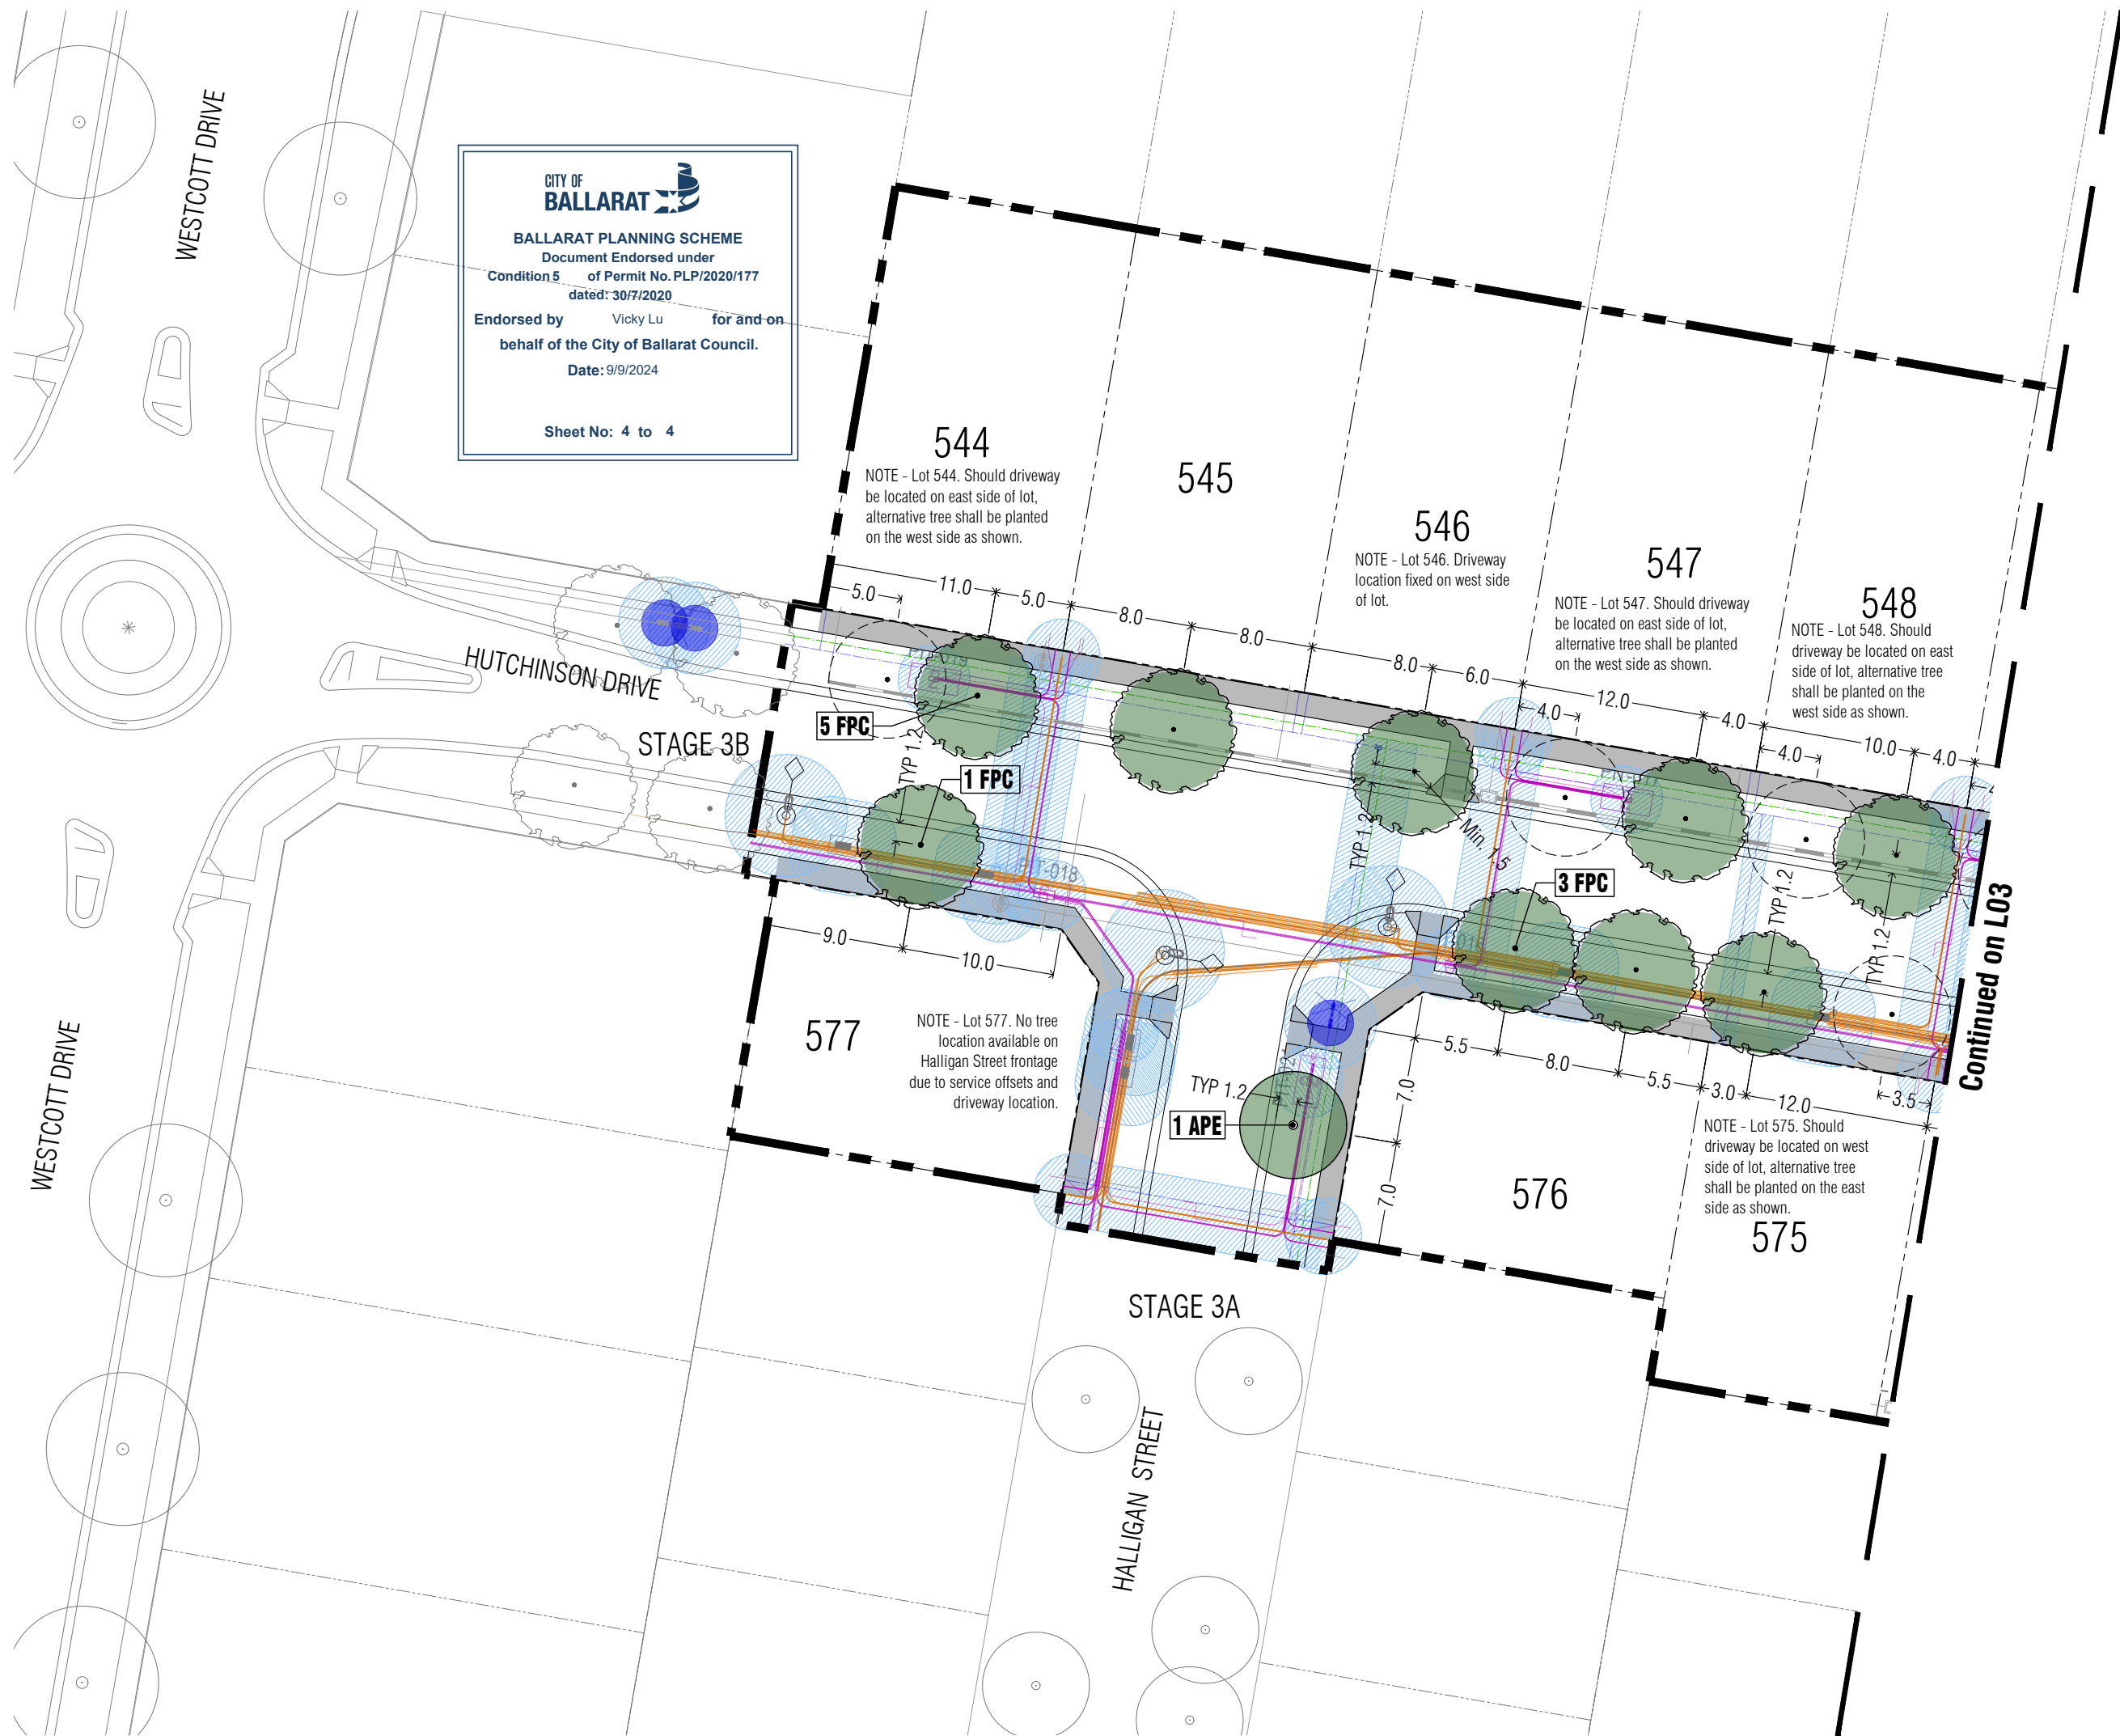 WESTCOTT DRIVE
CITY OF
BALLARAT
BALLARAT PLANNING SCHEME
Document Endorsed under
Condition 5 of Permit No. PLP/2020/177
dated: 30/7/2020
Endorsed by Vicky Lu for and on
behalf of the City of Ballarat Council.
Date: 9/9/2024
Sheet No: 4 to 4
544
NOTE - Lot 544. Should driveway
be located on east side of lot,
alternative tree shall be planted
on the west side as shown.
545
546
NOTE - Lot 546. Driveway
location fixed on west side
of lot.
547
NOTE - Lot 547. Should driveway
be located on east side of lot,
alternative tree shall be planted
on the west side as shown.
548
NOTE - Lot 548. Should
driveway be located on east
side of lot, alternative tree
shall be planted on the
west side as shown.
5.0
11.0
5.0
8.0
8.0
8.0
6.0
12.0
4.0
4.0
4.0
10.0
4.0
HUTCHINSON DRIVE
STAGE 3B
5 FPC
TYP 1.2
1 FPC
TYP 1.2
Min. 1.5
3 FPC
TYP 1.2
TYP 1.2
Continued on L03
9.0
10.0
577
NOTE - Lot 577. No tree
location available on
Halligan Street frontage
due to service offsets and
driveway location.
TYP 1.2
1 APE
5.5
8.0
5.5
3.0
12.0
3.5
7.0
7.0
NOTE - Lot 575. Should
driveway be located on west
side of lot, alternative tree
shall be planted on the east
side as shown.
576
575
WESTCOTT DRIVE
STAGE 3A
HALLIGAN STREET